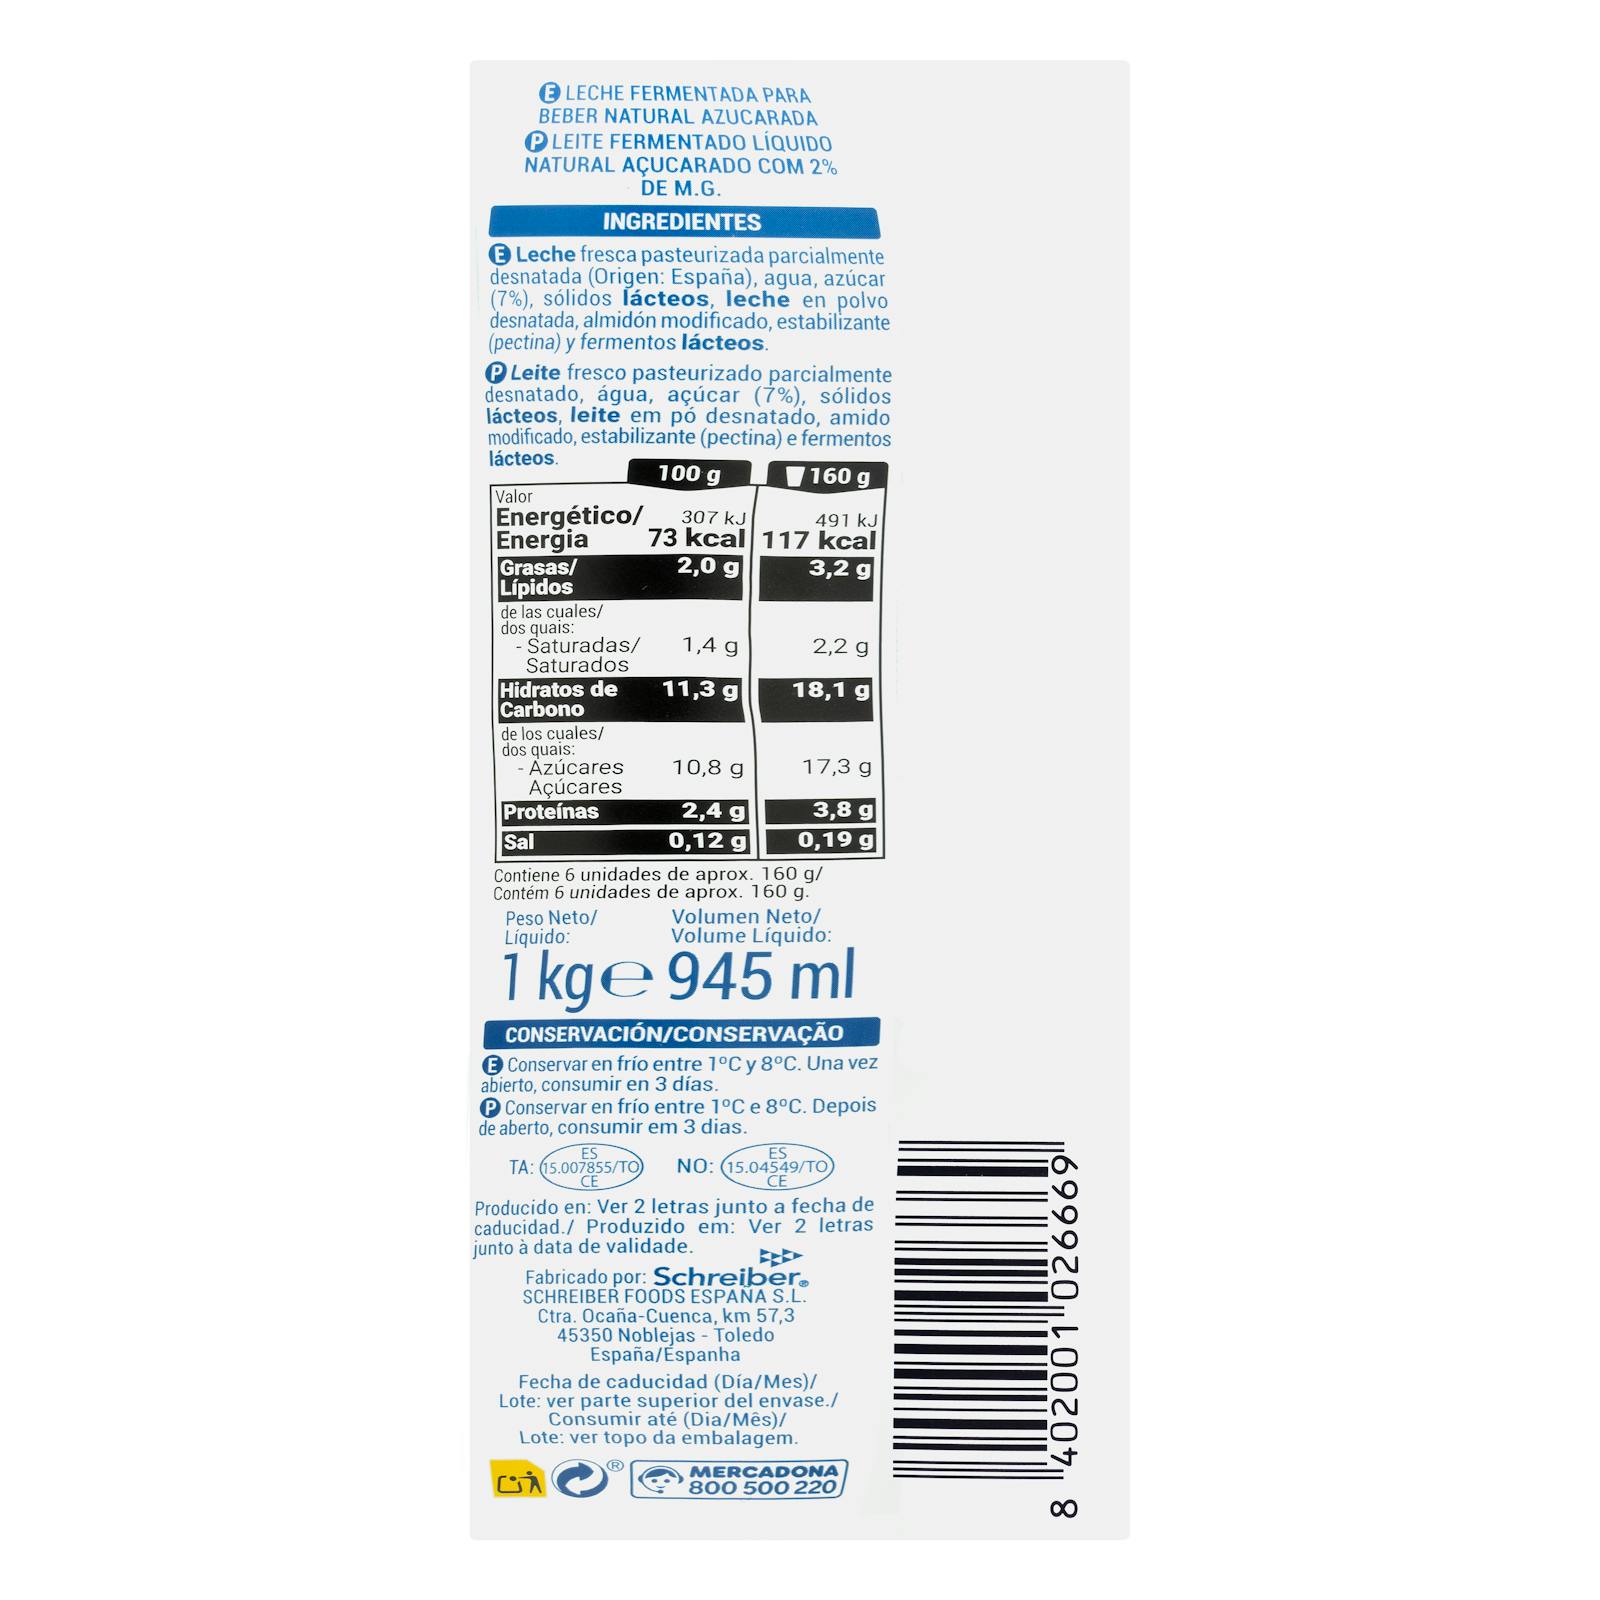 E LECHE FERMENTADA PARA
BEBER NATURAL AZUCARADA
P LEITE FERMENTADO LÍQUIDO
NATURAL AÇUCARADO COM 2%
DE M.G.
INGREDIENTES
E Leche fresca pasteurizada parcialmente
desnatada (Origen: España), agua, azúcar
(7%), sólidos lácteos, leche en polvo
desnatada, almidón modificado, estabilizante
(pectina) y fermentos lácteos.
P Leite fresco pasteurizado parcialmente
desnatado, água, açúcar (7%), sólidos
lácteos, leite em pó desnatado, amido
modificado, estabilizante (pectina) e fermentos
lácteos.
100 g 160 g
Valor
Energético/ 307 kJ 491 kJ
Energia 73 kcal 117 kcal
Grasas/ 2,0 g 3,2 g
Lípidos
de las cuales/
dos quais:
- Saturadas/ 1,4 g 2,2 g
Saturados
Hidratos de 11,3 g 18,1 g
Carbono
de los cuales/
dos quais:
- Azúcares 10,8 g 17,3 g
Açúcares
Proteínas 2,4 g 3,8 g
Sal 0,12 g 0,19 g
Contiene 6 unidades de aprox. 160 g/
Contém 6 unidades de aprox. 160 g.
Peso Neto/ Volumen Neto/
Líquido: Volume Líquido:
1 kg e 945 ml
CONSERVACIÓN/CONSERVAÇÃO
E Conservar en frío entre 1ºC y 8ºC. Una vez
abierto, consumir en 3 días.
P Conservar en frío entre 1ºC e 8ºC. Depois
de aberto, consumir em 3 dias.
ES ES
TA: 15.007855/TO NO: 15.04549/TO
CE CE
Producido en: Ver 2 letras junto a fecha de
caducidad./ Produzido em: Ver 2 letras
junto à data de validade.
Fabricado por: Schreiber®
SCHREIBER FOODS ESPAÑA S.L.
Ctra. Ocaña-Cuenca, km 57,3
45350 Noblejas - Toledo
España/Espanha
Fecha de caducidad (Día/Mes)/
Lote: ver parte superior del envase./
Consumir até (Dia/Mês)/
Lote: ver topo da embalagem.
®
MERCADONA
800 500 220
8 402001 026669